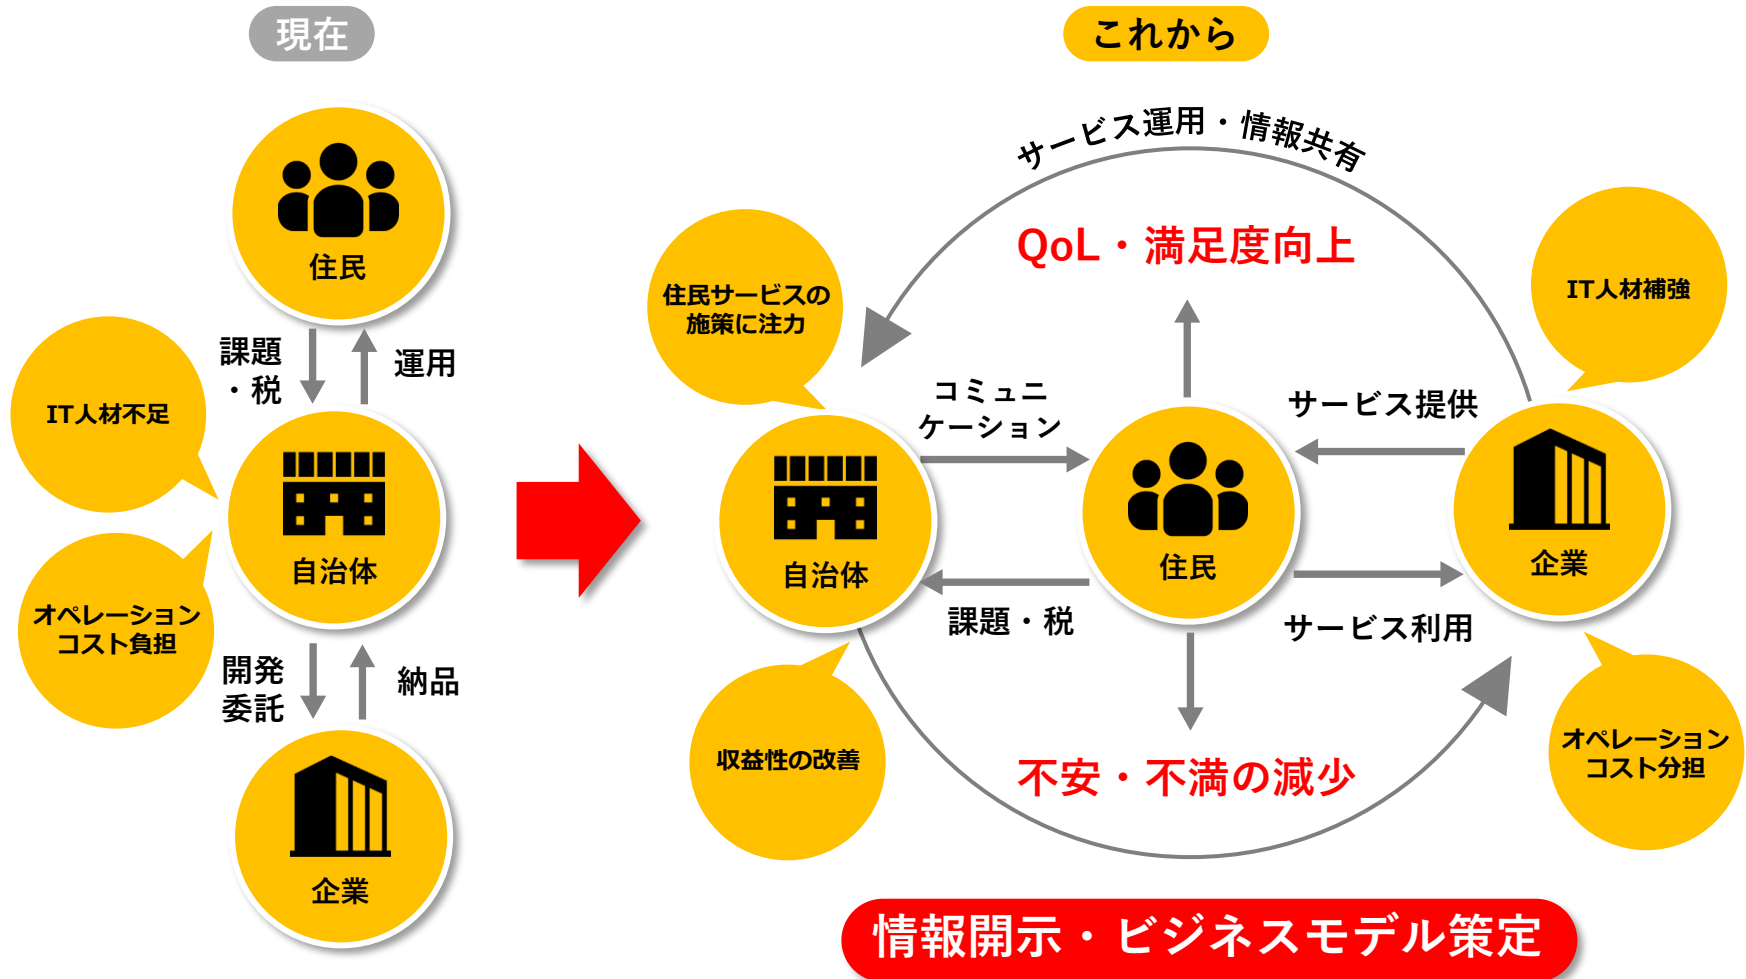 現在
住民
課題
・税
運用
IT人材不足
自治体
オペレーション
コスト負担
開発
委託
納品
企業
これから
サービス運用・情報共有
QoL・満足度向上
住民サービスの
施策に注力
IT人材補強
コミュニ
ケーション
サービス提供
自治体
住民
企業
課題・税
サービス利用
収益性の改善
不安・不満の減少
オペレーション
コスト分担
情報開示・ビジネスモデル策定